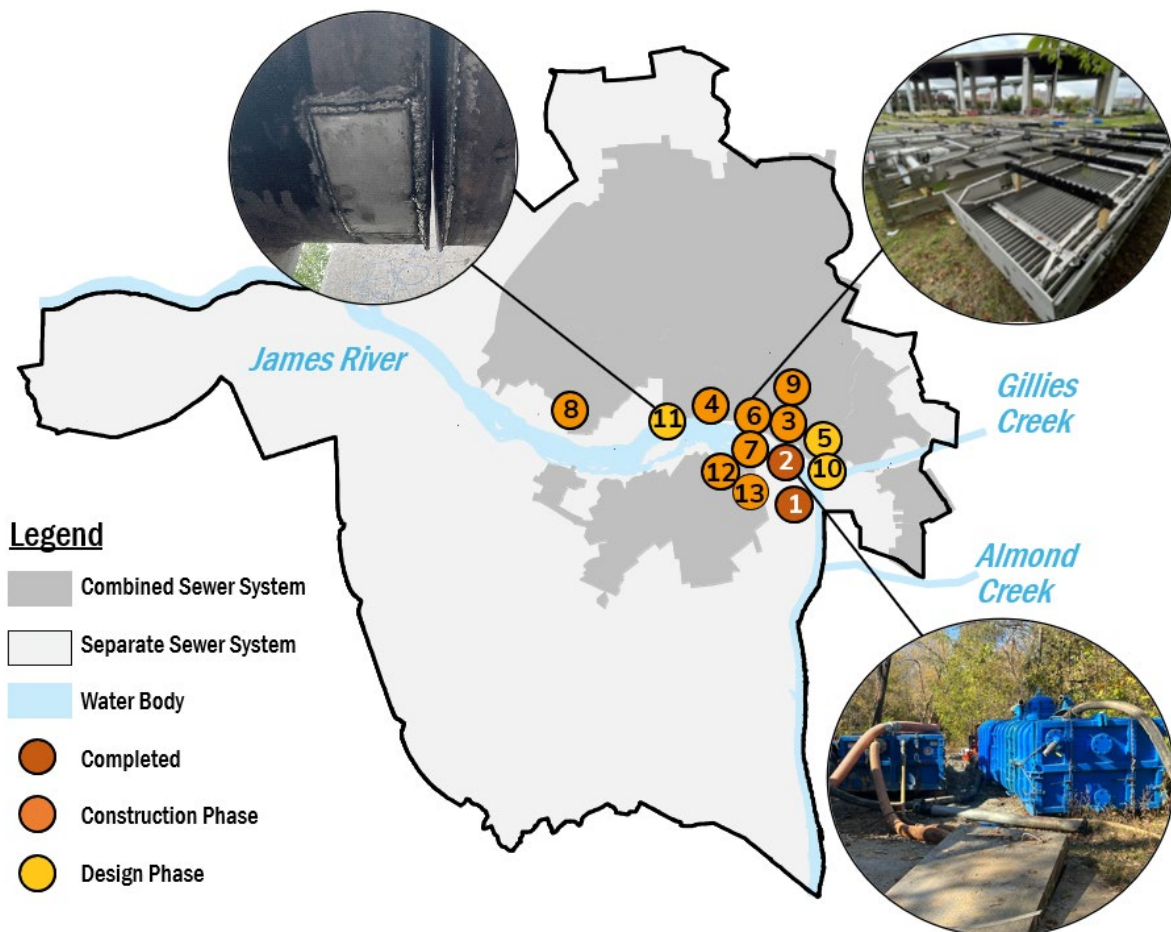 James River
Gillies
Creek
9
4
6
3
8
11
5
7
2
10
12
13
1
Almond
Creek
Legend
Combined Sewer System
Separate Sewer System
Water Body
Completed
Construction Phase
Design Phase